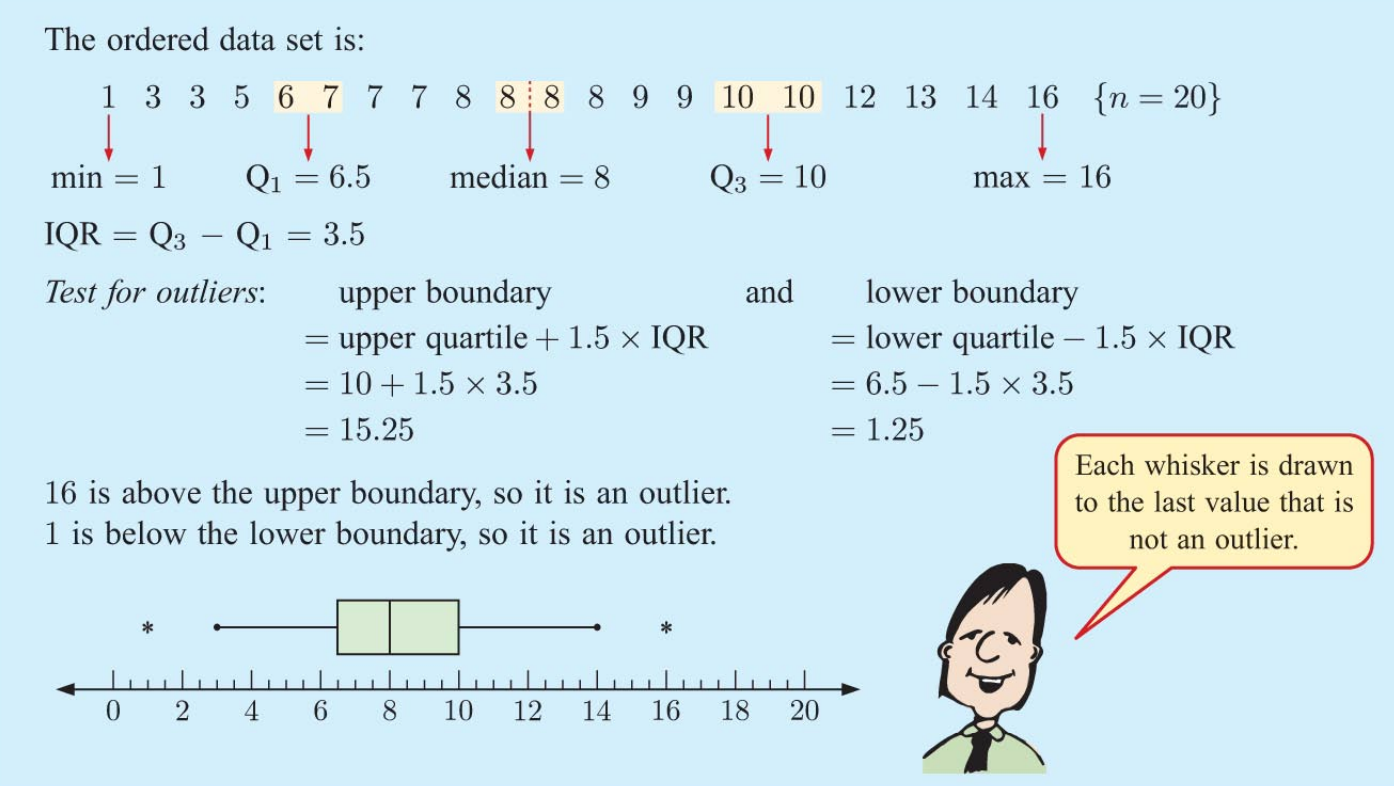 The ordered data set is:
1 3 3 5 6 7 7 7 8 8 8 8 9 9 10 10 12 13 14 16 {n = 20}
min = 1 Q₁ = 6.5 median = 8 Q₃ = 10 max = 16
IQR = Q₃ − Q₁ = 3.5
Test for outliers: upper boundary and lower boundary
= upper quartile + 1.5 × IQR = lower quartile − 1.5 × IQR
= 10 + 1.5 × 3.5 = 6.5 − 1.5 × 3.5
= 15.25 = 1.25
16 is above the upper boundary, so it is an outlier.
1 is below the lower boundary, so it is an outlier.
Each whisker is drawn
to the last value that is
not an outlier.
* *
0 2 4 6 8 10 12 14 16 18 20